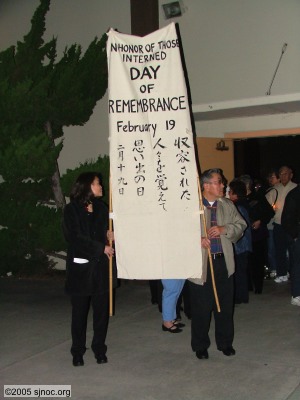 IN HONOR OF THOSE
INTERNED
DAY
OF
REMEMBRANCE
February 19
収容された
人々を覚えて
思い出の日
二月十九日
©2005 sjnoc.org